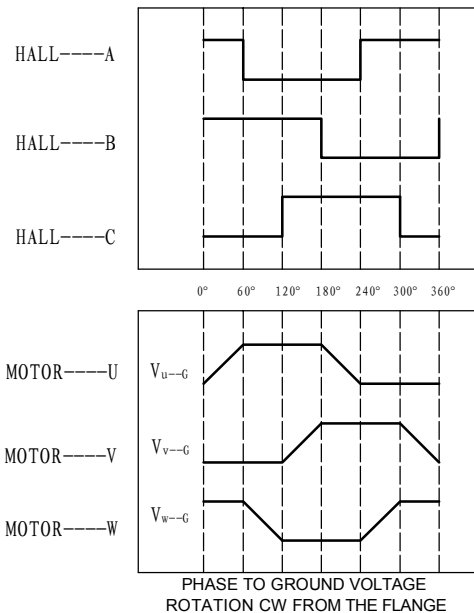 HALL----A
HALL----B
HALL----C
0° 60° 120° 180° 240° 300° 360°
MOTOR----U Vu--G
MOTOR----V Vv--G
MOTOR----W Vw--G
PHASE TO GROUND VOLTAGE
ROTATION CW FROM THE FLANGE